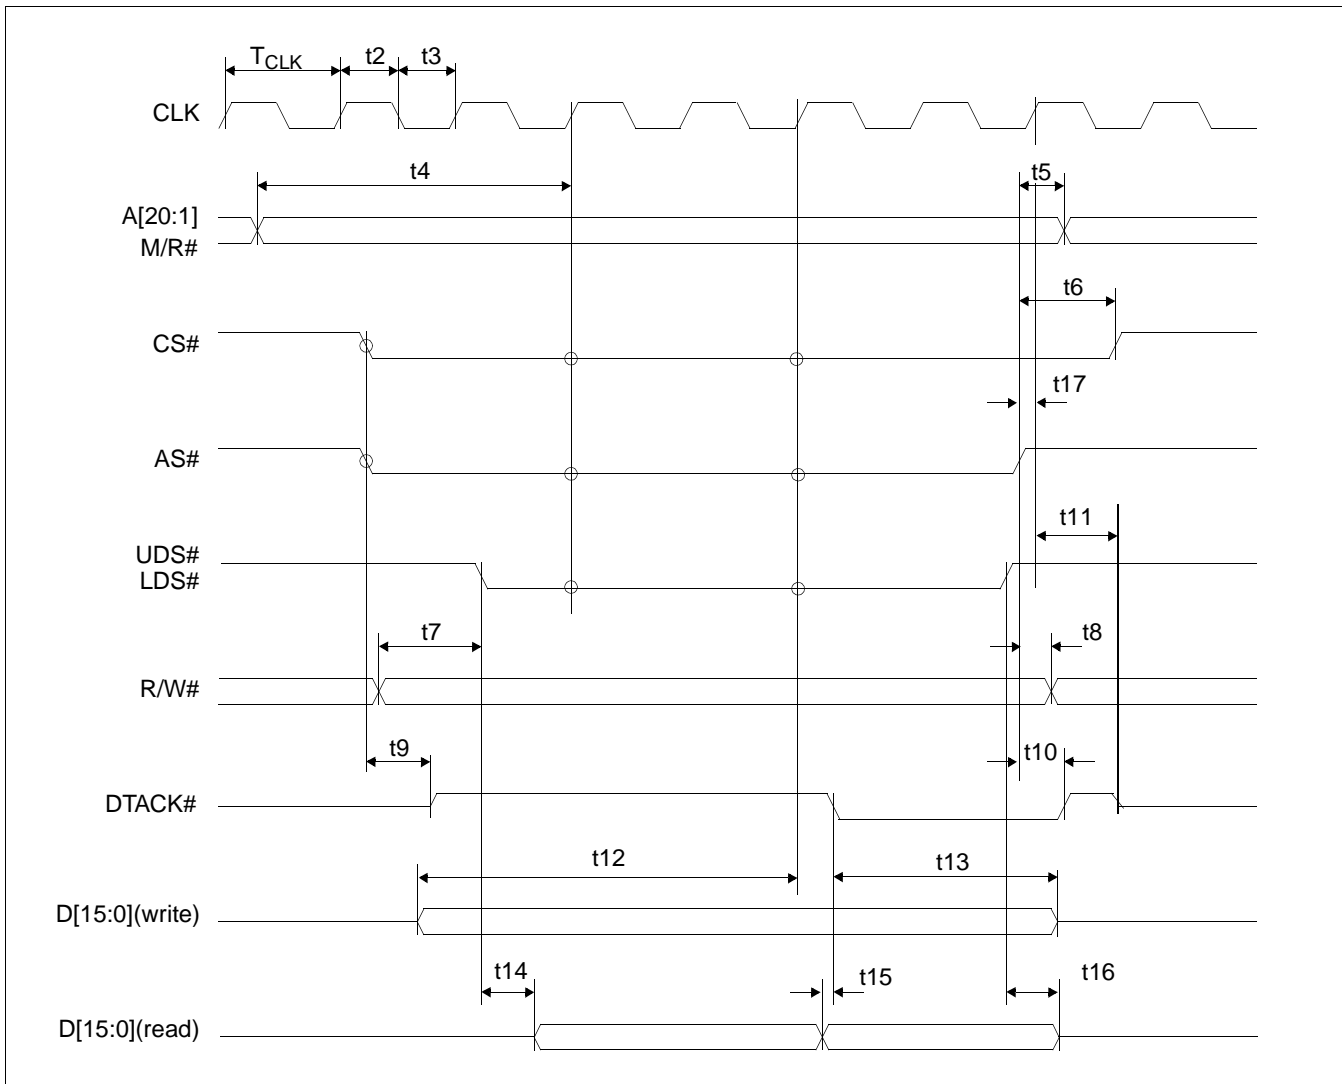 TCLK t2 t3
CLK
t4 t5
A[20:1]
M/R#
t6
CS#
t17
AS#
t11
UDS#
LDS#
t7 t8
R/W#
t9 t10
DTACK#
t12 t13
D[15:0](write)
t14 t15 t16
D[15:0](read)